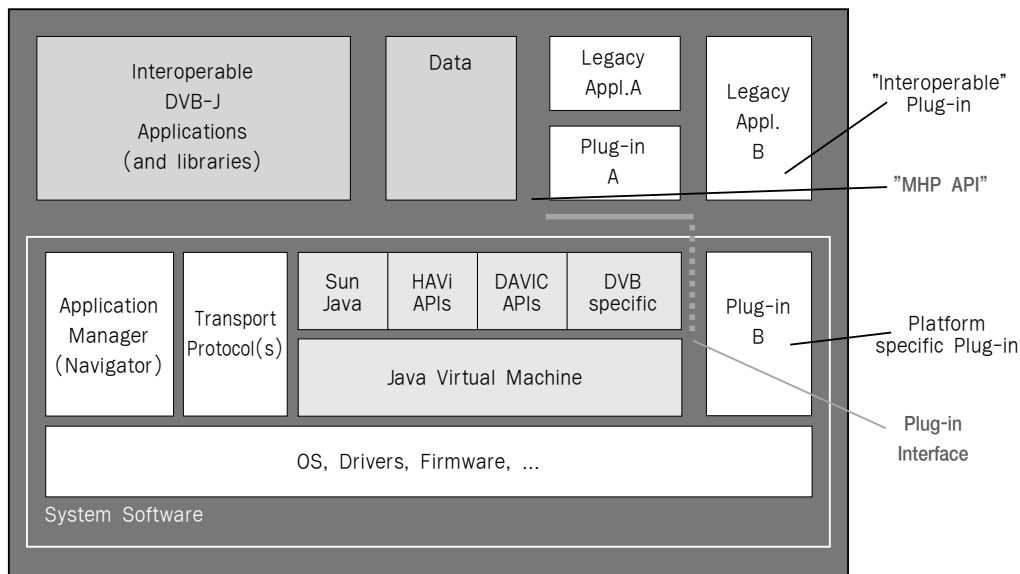 Interoperable
DVB-J
Applications
(and libraries)
Data
Legacy
Appl.A
Plug-in
A
Legacy
Appl.
B
"Interoperable"
Plug-in
"MHP API"
Application
Manager
(Navigator)
Transport
Protocol(s)
Sun
Java
HAVi
APIs
DAVIC
APIs
DVB
specific
Java Virtual Machine
Plug-in
B
Platform
specific Plug-in
Plug-in
Interface
OS, Drivers, Firmware, ...
System Software